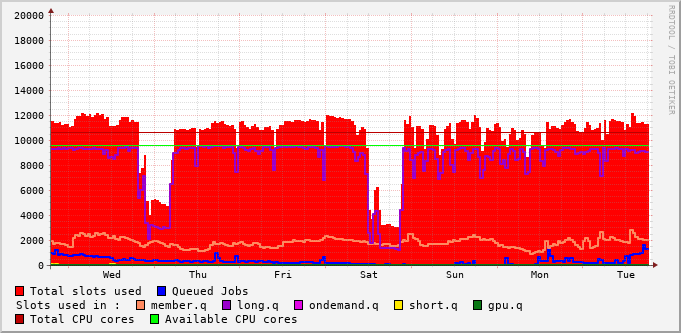 20000
18000
16000
14000
12000
10000
8000
6000
4000
2000
0
Wed Thu Fri Sat Sun Mon Tue
RRDTOOL / TOBI OETIKER
Total slots used Queued Jobs
Slots used in : member.q long.q ondemand.q short.q gpu.q
Total CPU cores Available CPU cores